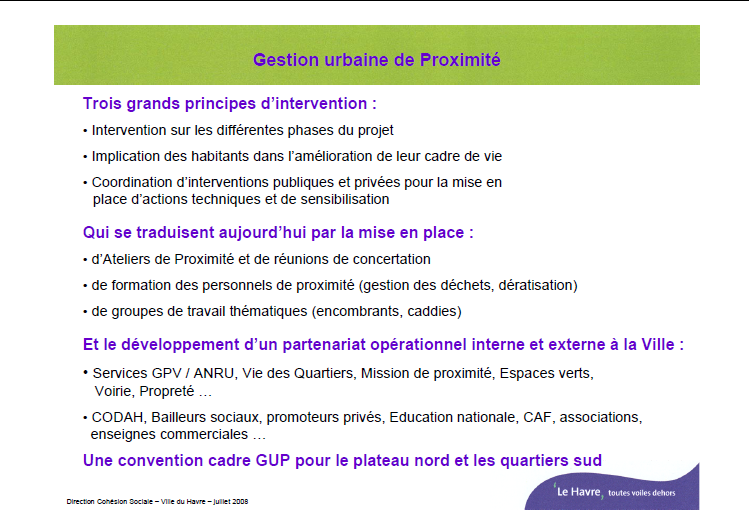 Gestion urbaine de Proximité
Trois grands principes d'intervention :
• Intervention sur les différentes phases du projet
• Implication des habitants dans l'amélioration de leur cadre de vie
• Coordination d'interventions publiques et privées pour la mise en
place d'actions techniques et de sensibilisation
Qui se traduisent aujourd'hui par la mise en place :
• d'Ateliers de Proximité et de réunions de concertation
• de formation des personnels de proximité (gestion des déchets, dératisation)
• de groupes de travail thématiques (encombrants, caddies)
Et le développement d'un partenariat opérationnel interne et externe à la Ville :
• Services GPV / ANRU, Vie des Quartiers, Mission de proximité, Espaces verts,
Voirie, Propreté ...
• CODAH, Bailleurs sociaux, promoteurs privés, Education nationale, CAF, associations,
enseignes commerciales ...
Une convention cadre GUP pour le plateau nord et les quartiers sud
Direction Cohésion Sociale – Ville du Havre – juillet 2008
Le Havre, toutes voiles dehors